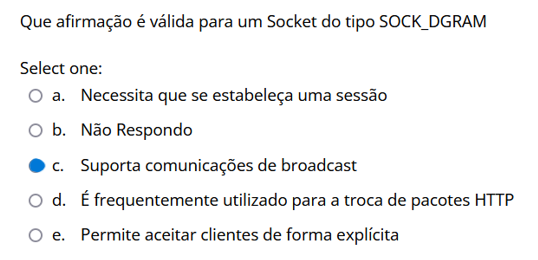 Que afirmação é válida para um Socket do tipo SOCK_DGRAM
Select one:
a. Necessita que se estabeleça uma sessão
b. Não Respondo
c. Suporta comunicações de broadcast
d. É frequentemente utilizado para a troca de pacotes HTTP
e. Permite aceitar clientes de forma explícita